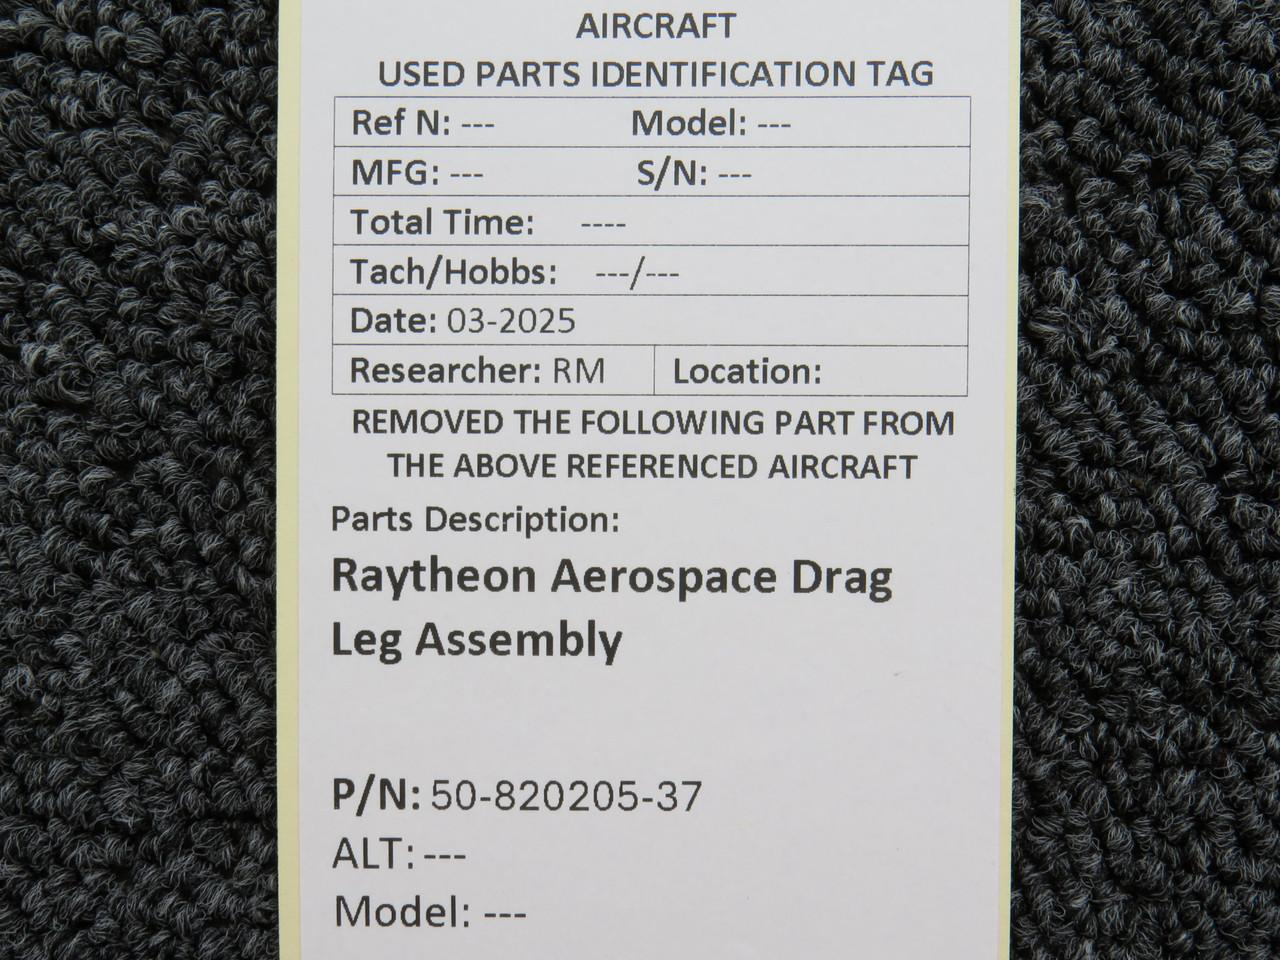 AIRCRAFT
USED PARTS IDENTIFICATION TAG
Ref N: --- Model: ---
MFG: --- S/N: ---
Total Time: ----
Tach/Hobbs: ---/---
Date: 03-2025
Researcher: RM Location:
REMOVED THE FOLLOWING PART FROM
THE ABOVE REFERENCED AIRCRAFT
Parts Description:
Raytheon Aerospace Drag
Leg Assembly
P/N: 50-820205-37
ALT: ---
Model: ---